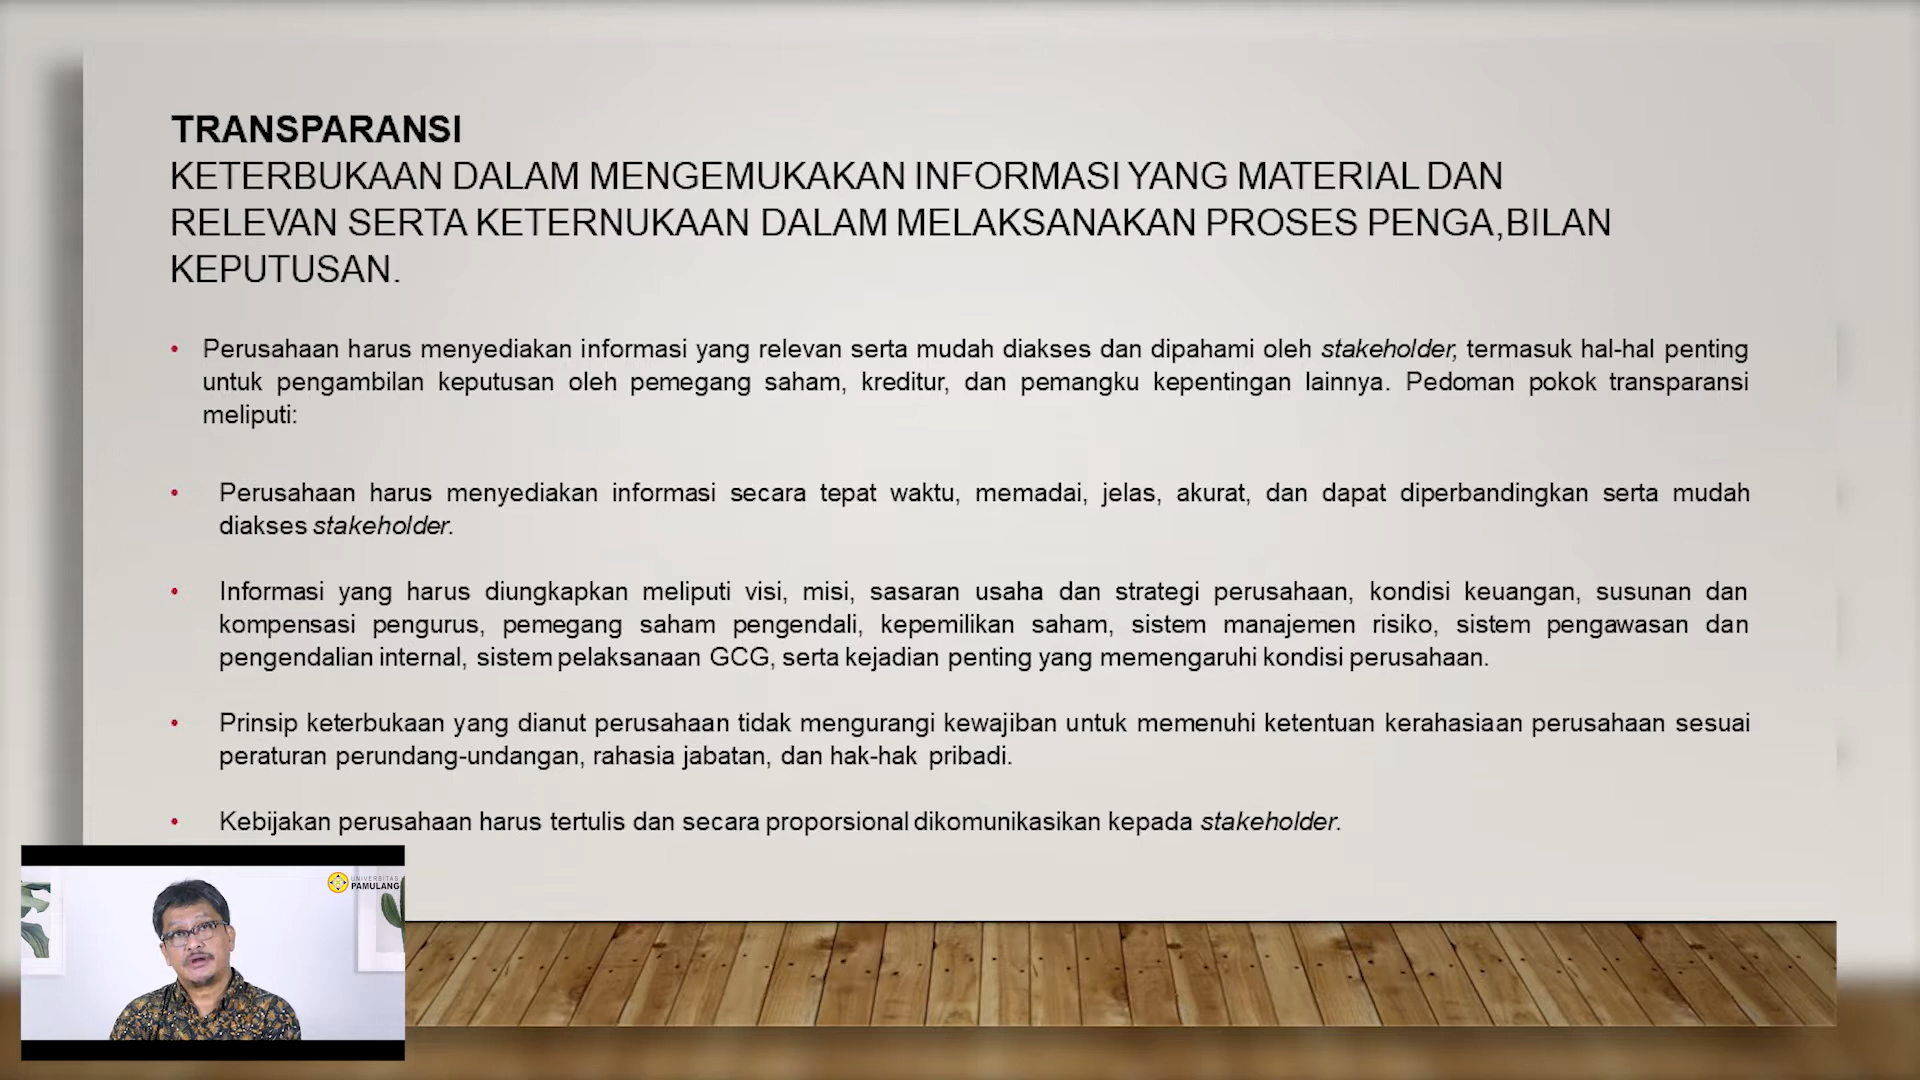 TRANSPARANSI
KETERBUKAAN DALAM MENGEMUKAKAN INFORMASI YANG MATERIAL DAN
RELEVAN SERTA KETERNUKAAN DALAM MELAKSANAKAN PROSES PENGA,BILAN
KEPUTUSAN.
• Perusahaan harus menyediakan informasi yang relevan serta mudah diakses dan dipahami oleh stakeholder, termasuk hal-hal penting
untuk pengambilan keputusan oleh pemegang saham, kreditur, dan pemangku kepentingan lainnya. Pedoman pokok transparansi
meliputi:
• Perusahaan harus menyediakan informasi secara tepat waktu, memadai, jelas, akurat, dan dapat diperbandingkan serta mudah
diakses stakeholder.
• Informasi yang harus diungkapkan meliputi visi, misi, sasaran usaha dan strategi perusahaan, kondisi keuangan, susunan dan
kompensasi pengurus, pemegang saham pengendali, kepemilikan saham, sistem manajemen risiko, sistem pengawasan dan
pengendalian internal, sistem pelaksanaan GCG, serta kejadian penting yang memengaruhi kondisi perusahaan.
• Prinsip keterbukaan yang dianut perusahaan tidak mengurangi kewajiban untuk memenuhi ketentuan kerahasiaan perusahaan sesuai
peraturan perundang-undangan, rahasia jabatan, dan hak-hak pribadi.
• Kebijakan perusahaan harus tertulis dan secara proporsional dikomunikasikan kepada stakeholder.
UNIVERSITAS
PAMULANG